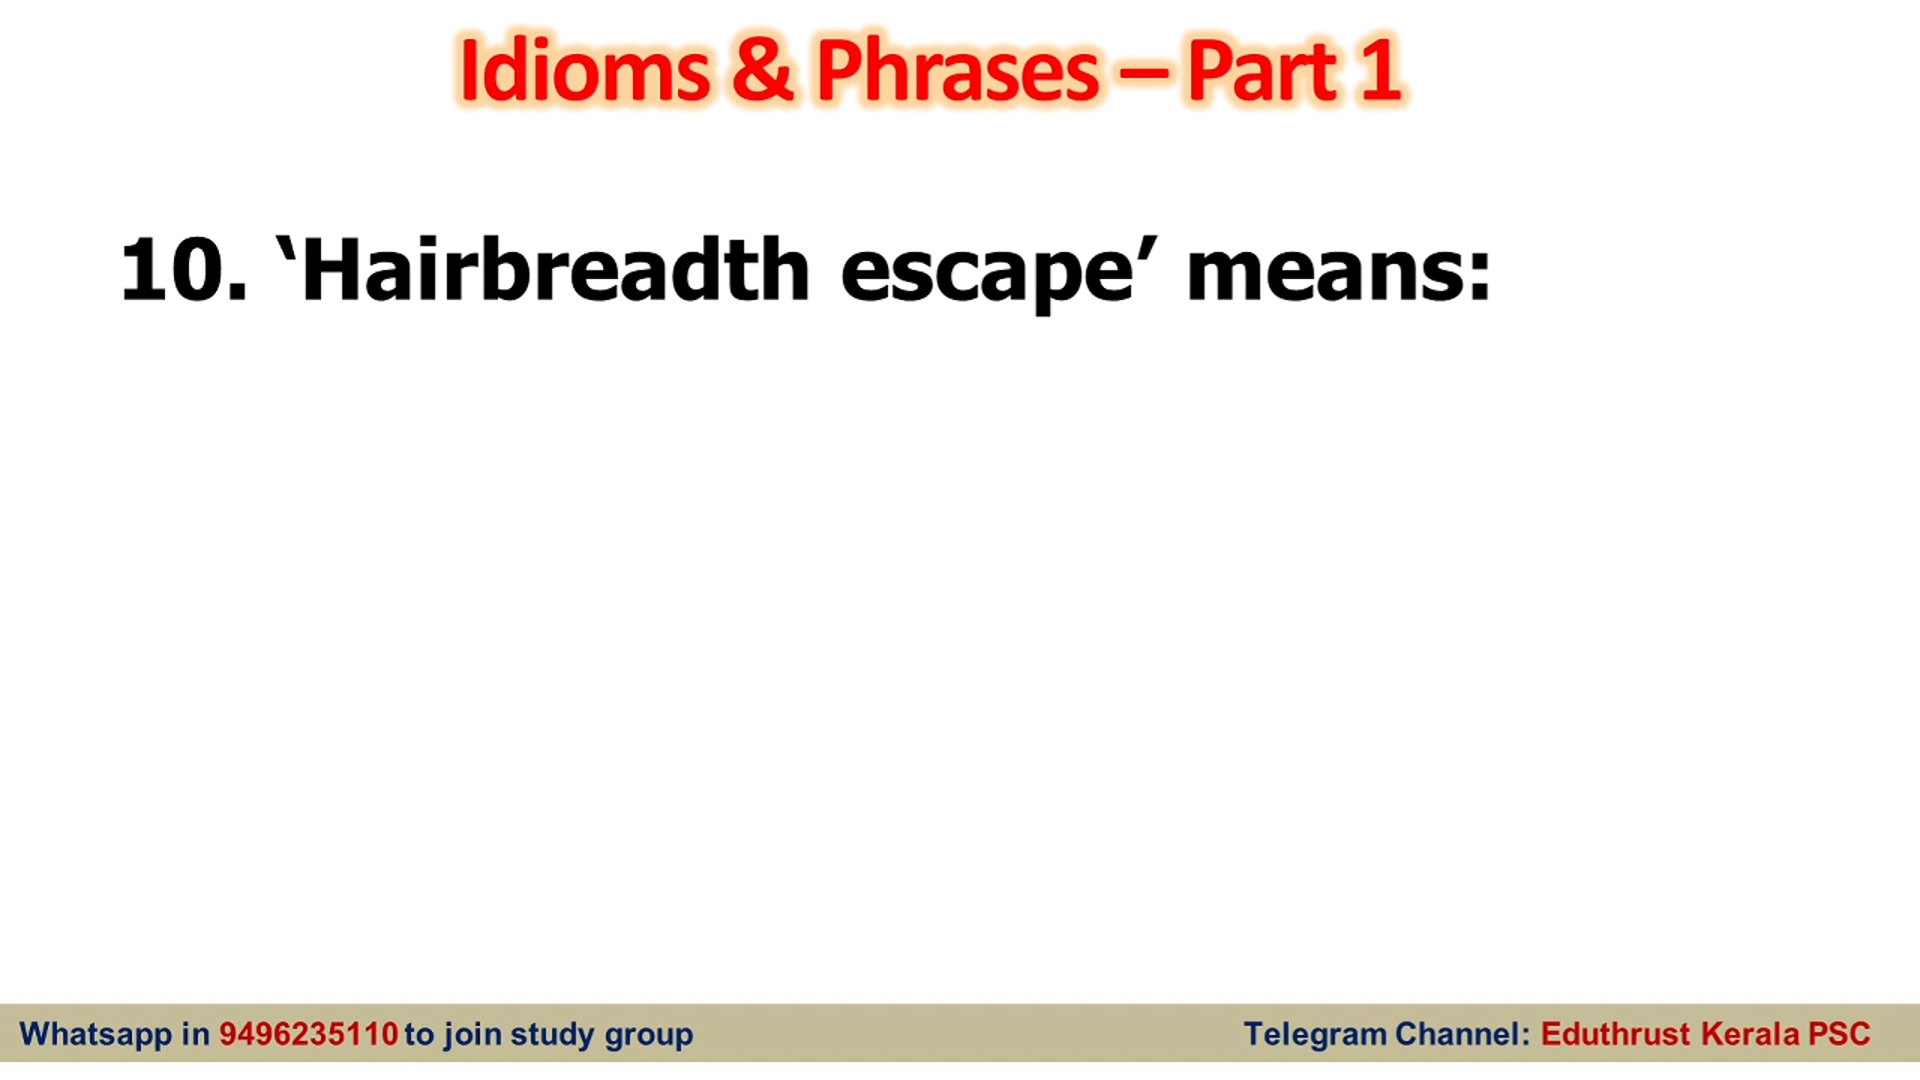 Idioms & Phrases – Part 1
10. ‘Hairbreadth escape’ means:
Whatsapp in 9496235110 to join study group
Telegram Channel: Eduthrust Kerala PSC